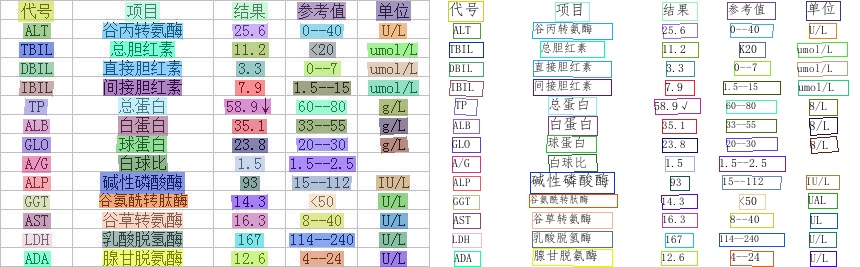 代号 项目 结果 参考值 单位 代号 项目 结果 参考值 单位
ALT 谷丙转氨酶 25.6 0--40 U/L ALT 谷丙转氨酶 25.6 0--40 U/L
TBIL 总胆红素 11.2 <20 umol/L TBIL 总胆红素 11.2 K20 umol/L
DBIL 直接胆红素 3.3 0--7 umol/L DBIL 直接胆红素 3.3 0--7 umol/L
IBIL 间接胆红素 7.9 1.5--15 umol/L IBIL 间接胆红素 7.9 1.5--15 umol/L
TP 总蛋白 58.9↓ 60--80 g/L TP 总蛋白 58.9√ 60--80 8/L
ALB 白蛋白 35.1 33--55 g/L ALB 白蛋白 35.1 33--55 8/L
GLO 球蛋白 23.8 20--30 g/L GLO 球蛋白 23.8 20--30 8/L
A/G 白球比 1.5 1.5--2.5 A/G 白球比 1.5 1.5--2.5
ALP 碱性磷酸酶 93 15--112 IU/L ALP 碱性磷酸酶 93 15--112 IU/L
GGT 谷氨酰转肽酶 14.3 <50 U/L GGT 谷氨酰转肽酶 14.3 <50 UAL
AST 谷草转氨酶 16.3 8--40 U/L AST 谷草转氨酶 16.3 8--40 UL
LDH 乳酸脱氢酶 167 114--240 U/L LDH 乳酸脱氢酶 167 114--240 U/L
ADA 腺甘脱氨酶 12.6 4--24 U/L ADA 腺甘脱氨酶 12.6 4--24 U/L